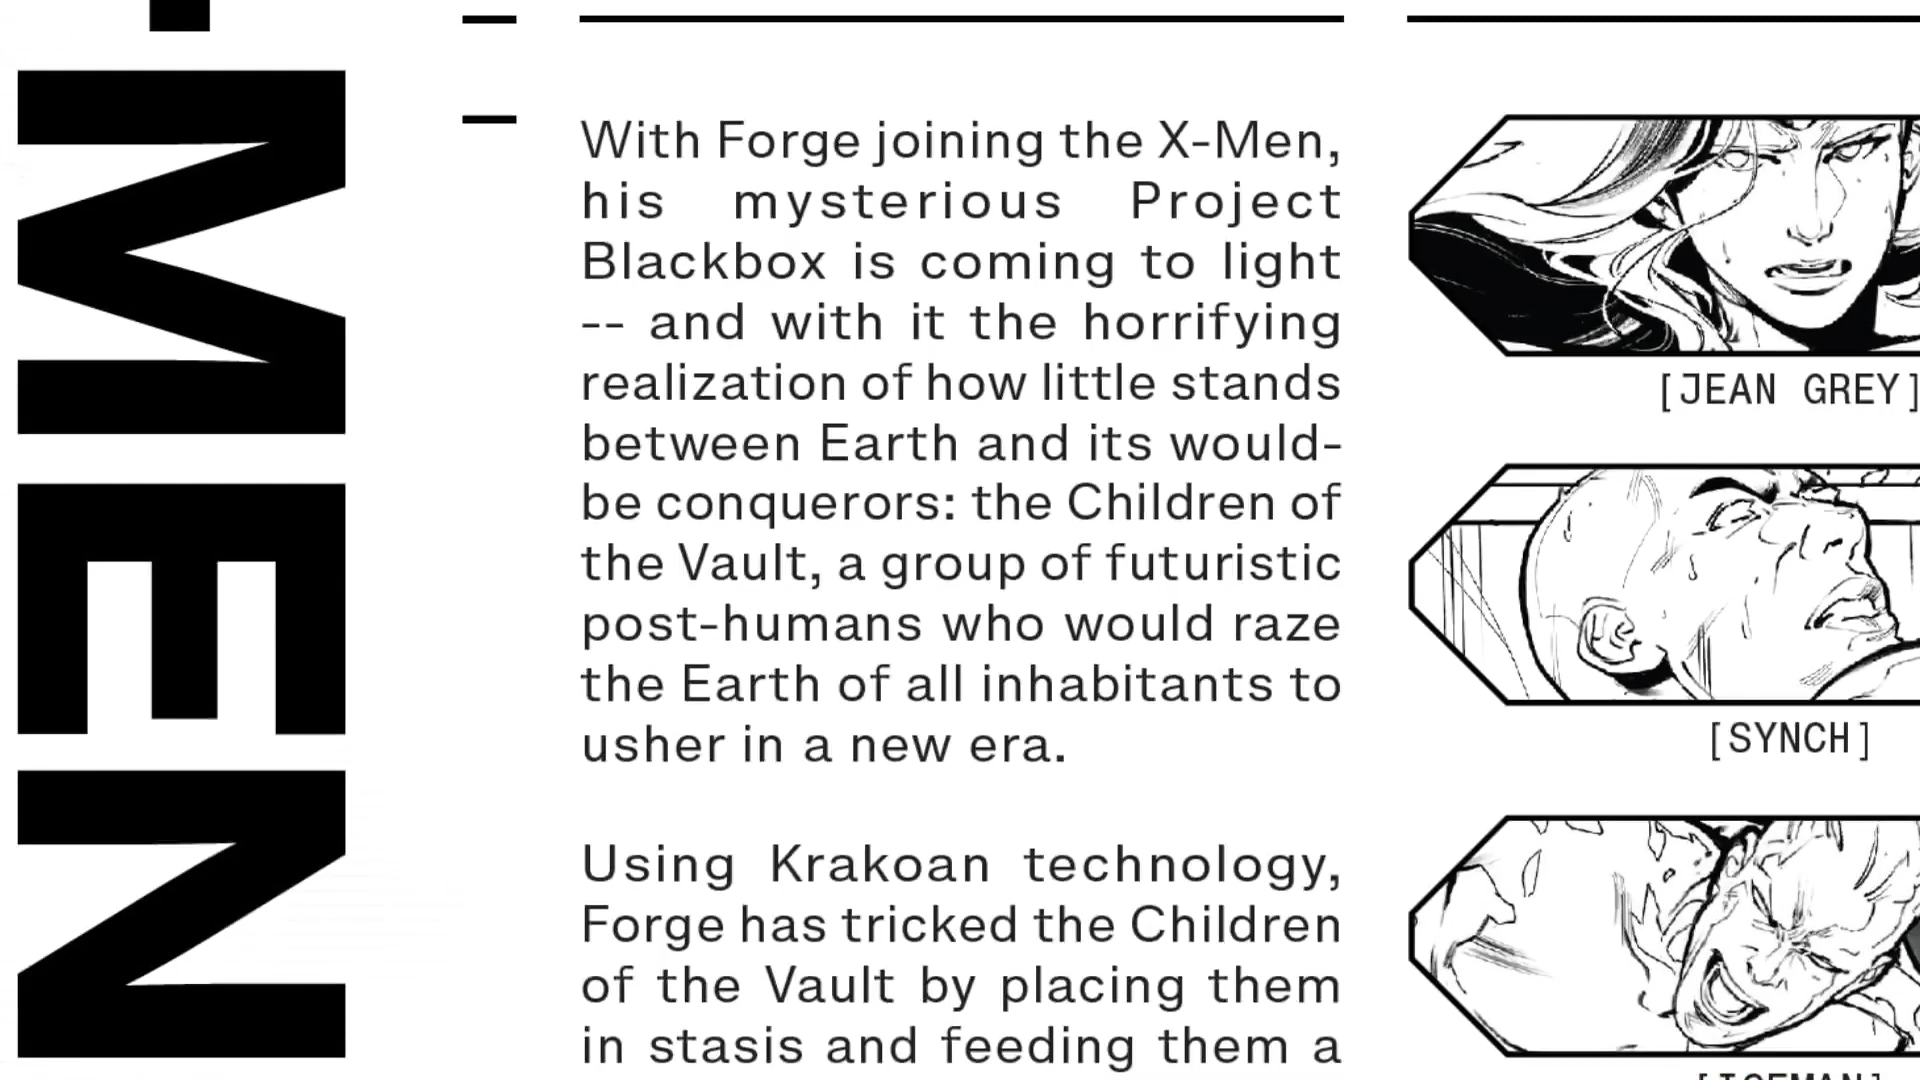 -MEN
With Forge joining the X-Men,
his mysterious Project
Blackbox is coming to light
-- and with it the horrifying
realization of how little stands
between Earth and its would-
be conquerors: the Children of
the Vault, a group of futuristic
post-humans who would raze
the Earth of all inhabitants to
usher in a new era.
Using Krakoan technology,
Forge has tricked the Children
of the Vault by placing them
in stasis and feeding them a
[JEAN GREY]
[SYNCH]
[ICEMAN]